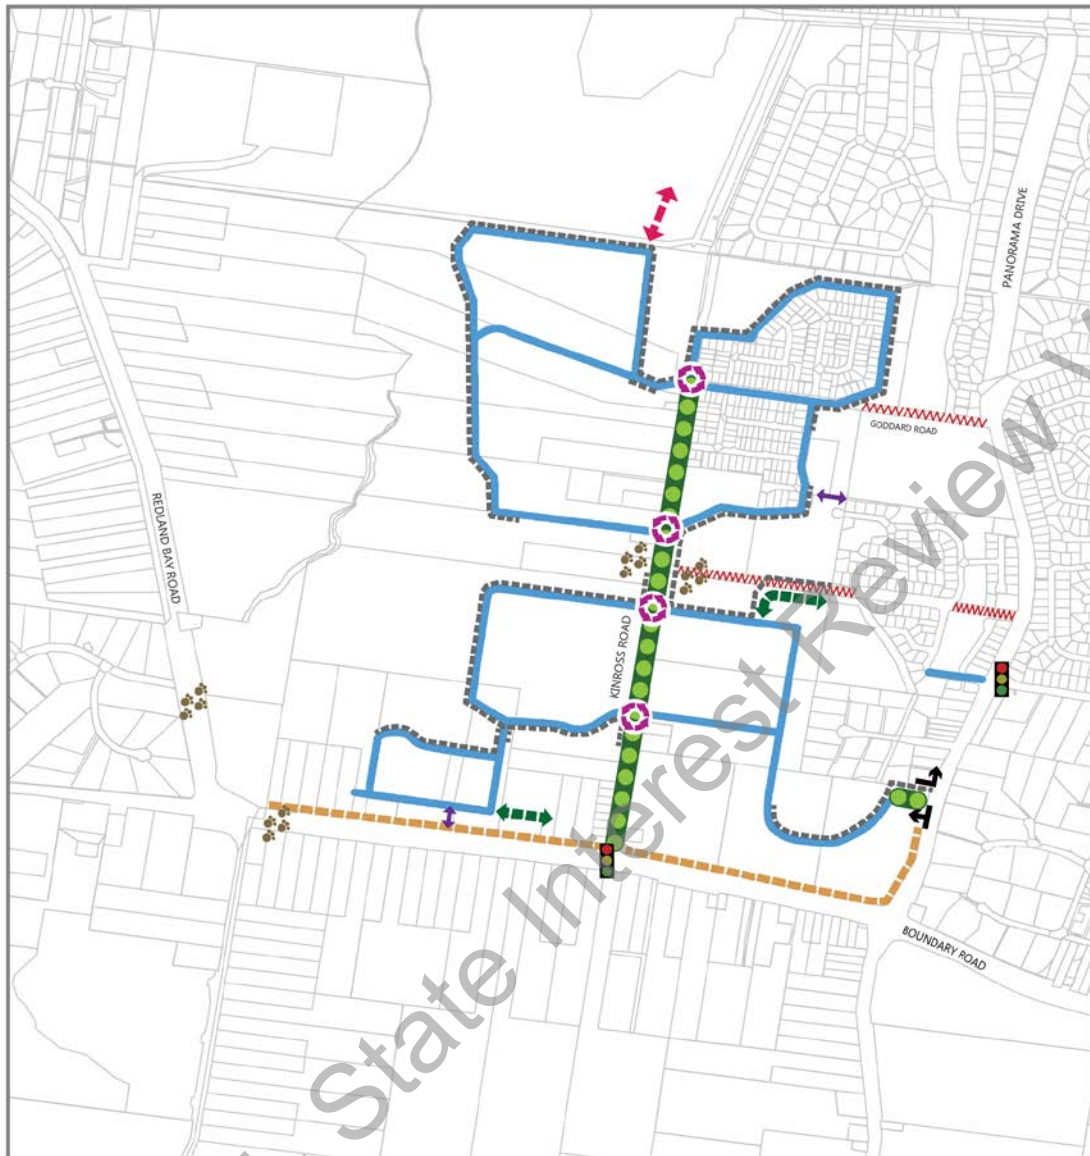 PANORAMA DRIVE
GODDARD ROAD
REDLAND BAY ROAD
KINROSS ROAD
BOUNDARY ROAD
State Interest Review